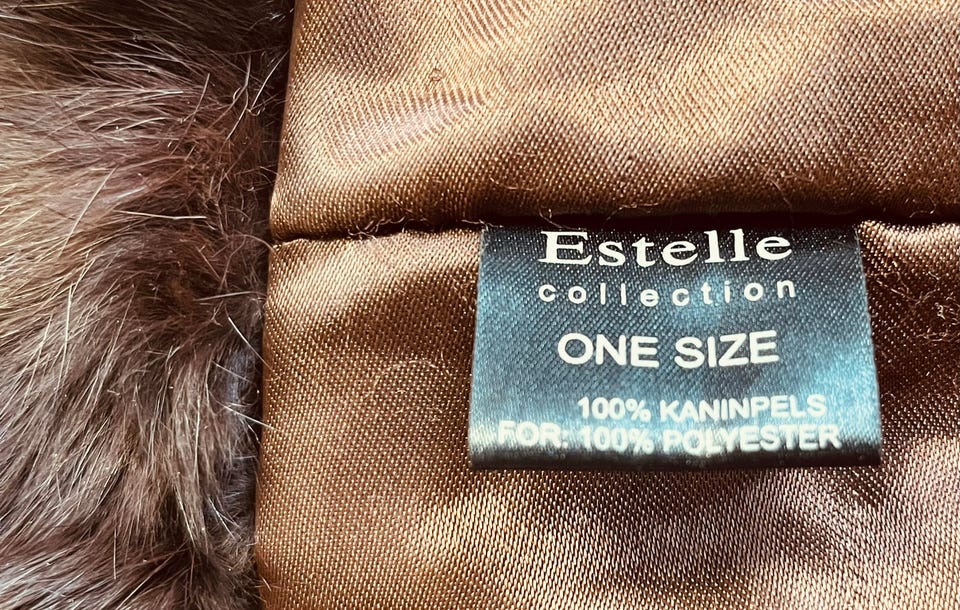 Estelle
collection
ONE SIZE
100% KANINPELS
FOR: 100% POLYESTER